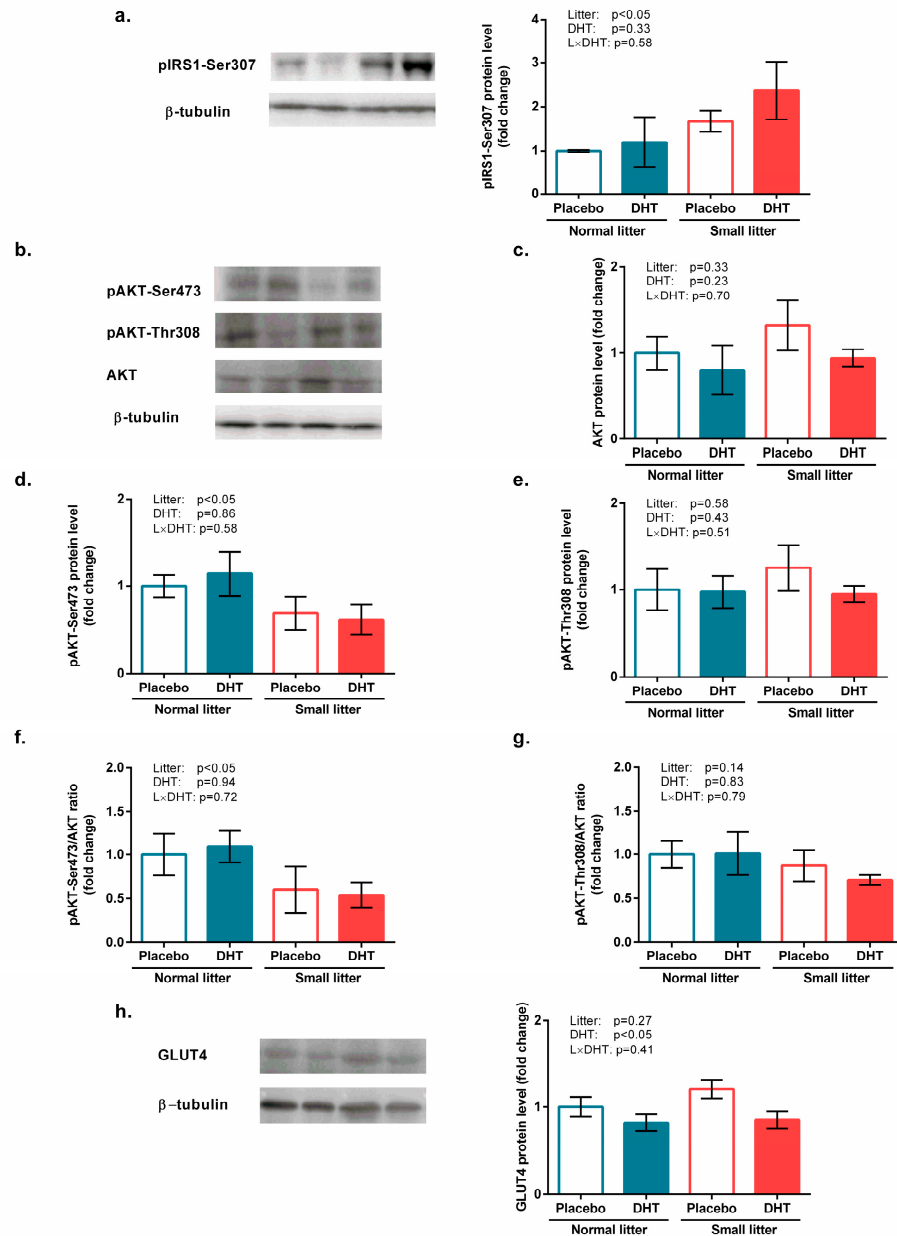 a.
pIRS1-Ser307
β-tubulin
pIRS1-Ser307 protein level
(fold change)
4
3
2
1
0
Litter: p<0.05
DHT: p=0.33
L×DHT: p=0.58
Placebo DHT Placebo DHT
Normal litter Small litter
b.
pAKT-Ser473
pAKT-Thr308
AKT
β-tubulin
c.
AKT protein level (fold change)
2
1
0
Litter: p=0.33
DHT: p=0.23
L×DHT: p=0.70
Placebo DHT Placebo DHT
Normal litter Small litter
d.
pAKT-Ser473 protein level
(fold change)
2
1
0
Litter: p<0.05
DHT: p=0.86
L×DHT: p=0.58
Placebo DHT Placebo DHT
Normal litter Small litter
e.
pAKT-Thr308 protein level
(fold change)
2
1
0
Litter: p=0.58
DHT: p=0.43
L×DHT: p=0.51
Placebo DHT Placebo DHT
Normal litter Small litter
f.
pAKT-Ser473/AKT ratio
(fold change)
2.0
1.5
1.0
0.5
0.0
Litter: p<0.05
DHT: p=0.94
L×DHT: p=0.72
Placebo DHT Placebo DHT
Normal litter Small litter
g.
pAKT-Thr308/AKT ratio
(fold change)
2.0
1.5
1.0
0.5
0.0
Litter: p=0.14
DHT: p=0.83
L×DHT: p=0.79
Placebo DHT Placebo DHT
Normal litter Small litter
h.
GLUT4
β-tubulin
GLUT4 protein level (fold change)
2
1
0
Litter: p=0.27
DHT: p<0.05
L×DHT: p=0.41
Placebo DHT Placebo DHT
Normal litter Small litter